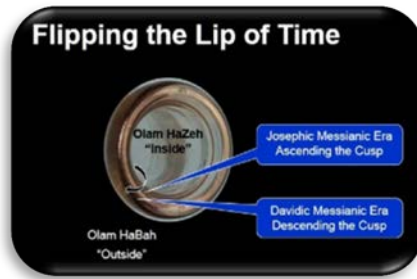 Flipping the Lip of Time
Olam HaZeh
"Inside"
Josephic Messianic Era
Ascending the Cusp
Davidic Messianic Era
Descending the Cusp
Olam HaBah
"Outside"